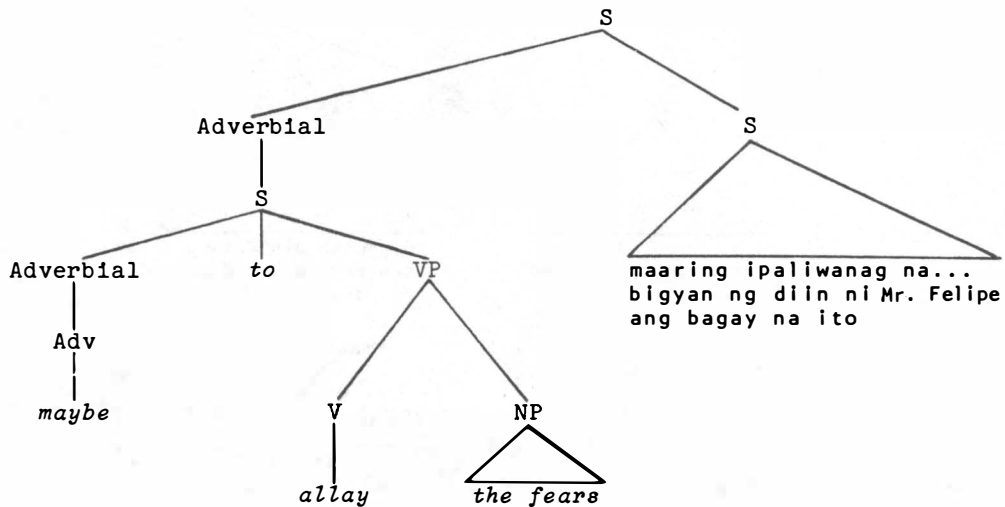 S
Adverbial
S
S
Adverbial
to
VP
maaring ipaliwanag na...
bigyan ng diin ni Mr. Felipe
ang bagay na ito
Adv
maybe
V
NP
allay
the fears